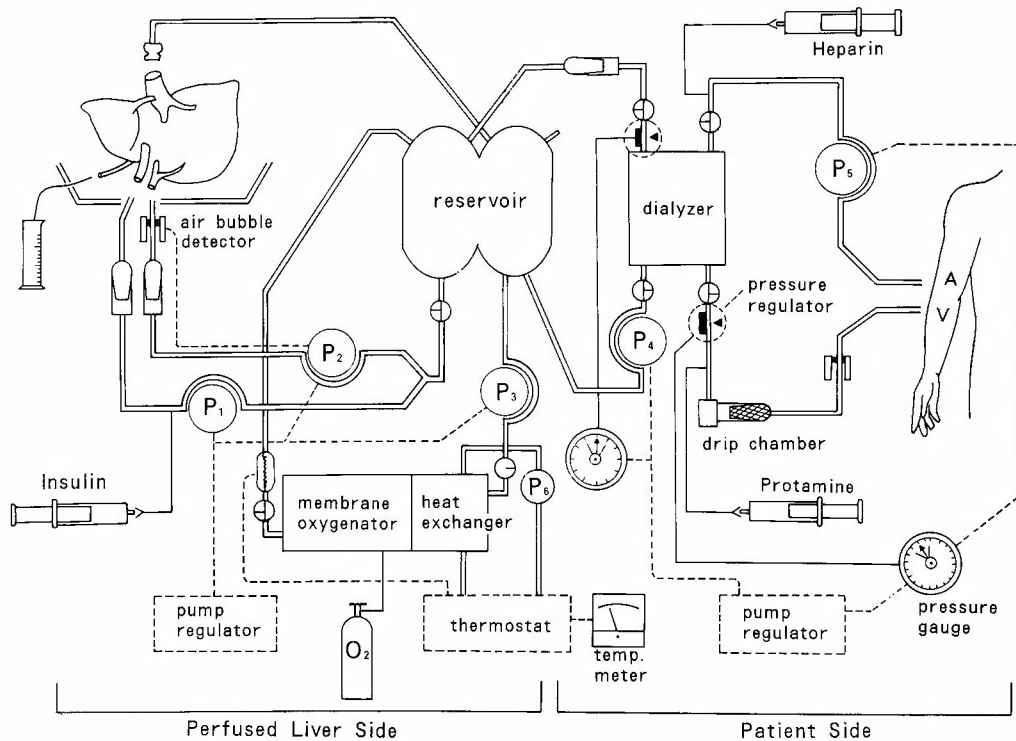 Heparin
reservoir
dialyzer
P5
air bubble
detector
A
V
pressure
regulator
P2
P4
P1
P3
drip chamber
Insulin
membrane
oxygenator
heat
exchanger
P6
Protamine
pump
regulator
thermostat
O2
temp.
meter
pump
regulator
pressure
gauge
Perfused Liver Side
Patient Side